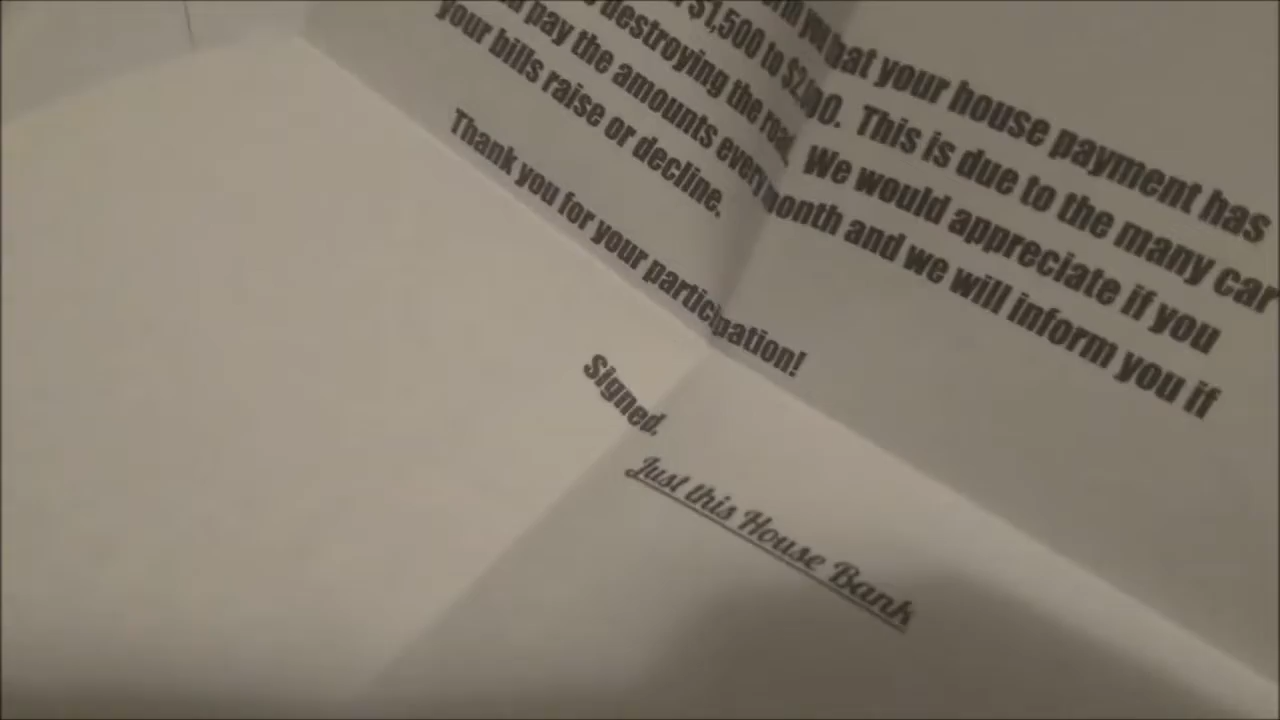 that your house payment has
$1,500 to $2,100. This is due to the many car
destroying the road. We would appreciate if you
pay the amounts every month and we will inform you if
your bills raise or decline.
Thank you for your participation!
Signed,
Just this House Bank